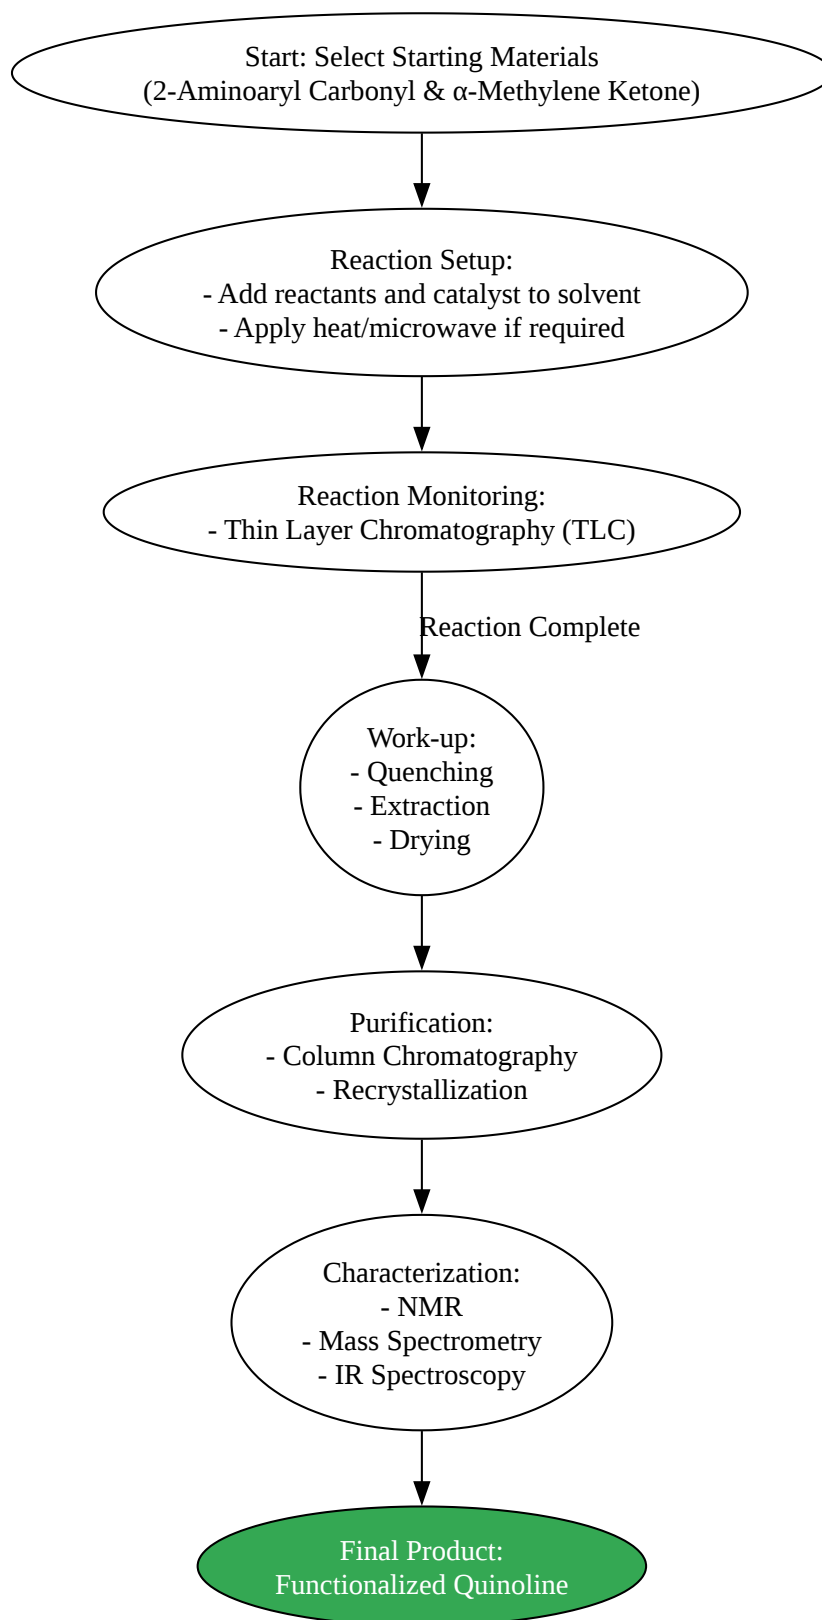 Start: Select Starting Materials
(2-Aminoaryl Carbonyl & α-Methylene Ketone)
Reaction Setup:
- Add reactants and catalyst to solvent
- Apply heat/microwave if required
Reaction Monitoring:
- Thin Layer Chromatography (TLC)
Reaction Complete
Work-up:
- Quenching
- Extraction
- Drying
Purification:
- Column Chromatography
- Recrystallization
Characterization:
- NMR
- Mass Spectrometry
- IR Spectroscopy
Final Product:
Functionalized Quinoline